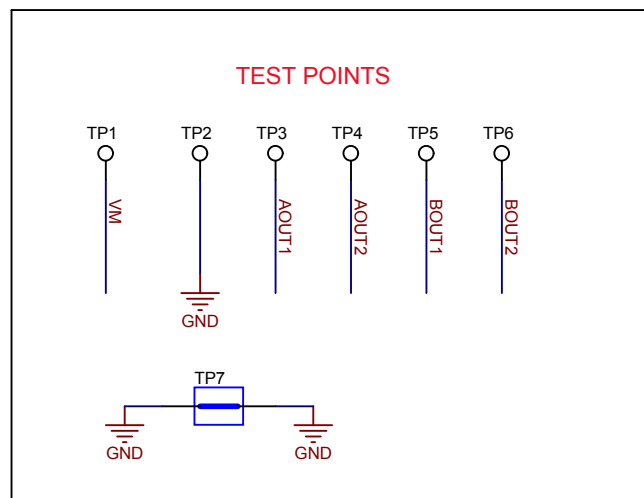 TEST POINTS
TP1 TP2 TP3 TP4 TP5 TP6
VM AOUT1 AOUT2 BOUT1 BOUT2
GND
TP7
GND GND